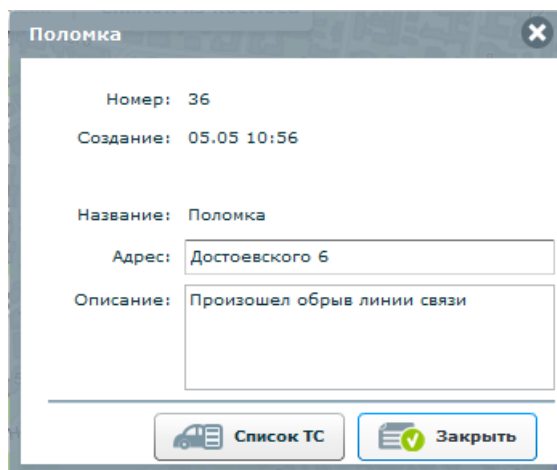 Поломка
Номер: 36
Создание: 05.05 10:56
Название: Поломка
Адрес: Достоевского 6
Описание: Произошел обрыв линии связи
Список ТС Закрыть